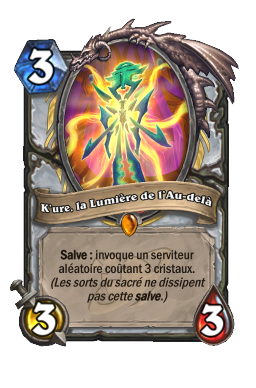 3
K'ure, la Lumière de l'Au-delà
Salve : invoque un serviteur
aléatoire coûtant 3 cristaux.
(Les sorts du sacré ne dissipent
pas cette salve.)
3
3